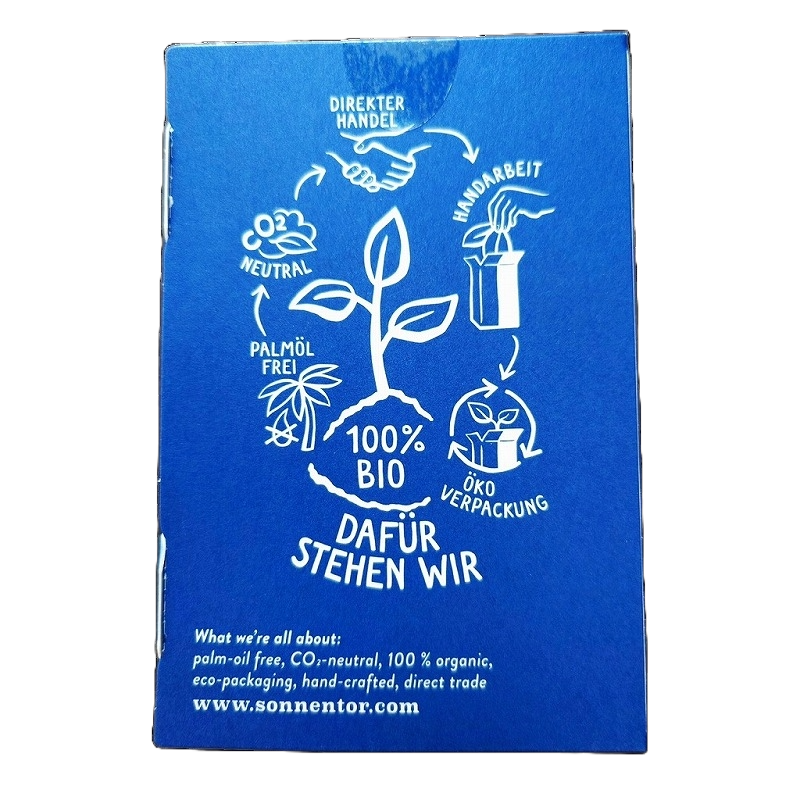 DIREKTER
HANDEL
HANDARBEIT
CO2
NEUTRAL
PALMÖL
FREI
100%
BIO
ÖKO
VERPACKUNG
DAFÜR
STEHEN WIR
What we're all about:
palm-oil free, CO₂-neutral, 100 % organic,
eco-packaging, hand-crafted, direct trade
www.sonnentor.com